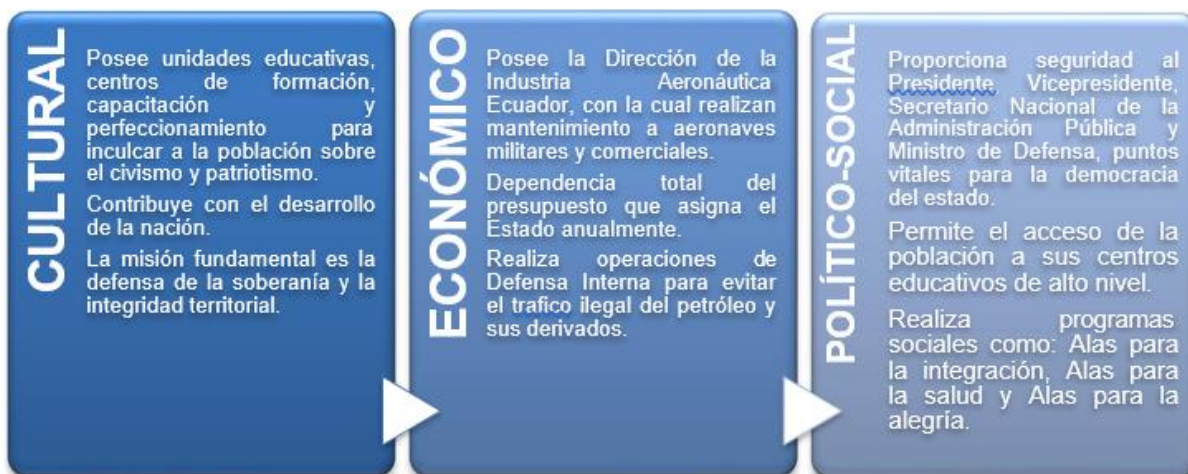 CULTURAL
Posee unidades educativas,
centros de formación,
capacitación y
perfeccionamiento para
inculcar a la población sobre
el civismo y patriotismo.
Contribuye con el desarrollo
de la nación.
La misión fundamental es la
defensa de la soberanía y la
integridad territorial.
ECONÓMICO
Posee la Dirección de la
Industria Aeronáutica
Ecuador, con la cual realizan
mantenimiento a aeronaves
militares y comerciales.
Dependencia total del
presupuesto que asigna el
Estado anualmente.
Realiza operaciones de
Defensa Interna para evitar
el trafico ilegal del petróleo y
sus derivados.
POLÍTICO-SOCIAL
Proporciona seguridad al
Presidente Vicepresidente,
Secretario Nacional de la
Administración Pública y
Ministro de Defensa, puntos
vitales para la democracia
del estado.
Permite el acceso de la
población a sus centros
educativos de alto nivel.
Realiza programas
sociales como: Alas para
la integración, Alas para
la salud y Alas para la
alegría.